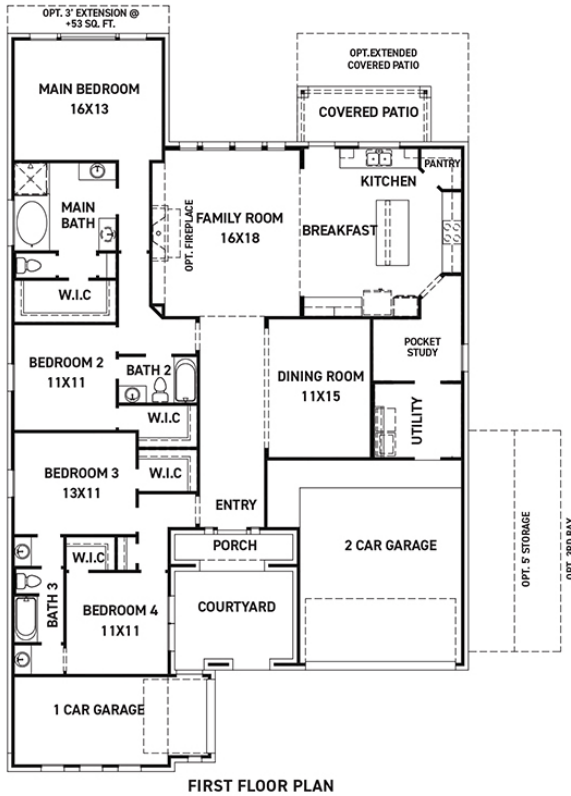 OPT. 3' EXTENSION @
+53 SQ. FT.
MAIN BEDROOM
16X13
OPT.EXTENDED
COVERED PATIO
COVERED PATIO
PANTRY
KITCHEN
MAIN
BATH
OPT. FIREPLACE
FAMILY ROOM
16X18
BREAKFAST
W.I.C
POCKET
STUDY
BEDROOM 2
11X11
BATH 2
DINING ROOM
11X15
W.I.C
UTILITY
BEDROOM 3
13X11
W.I.C
ENTRY
PORCH
2 CAR GARAGE
OPT. 5' STORAGE
OPT. 3RD BAY
W.I.C
BATH 3
BEDROOM 4
11X11
COURTYARD
1 CAR GARAGE
FIRST FLOOR PLAN